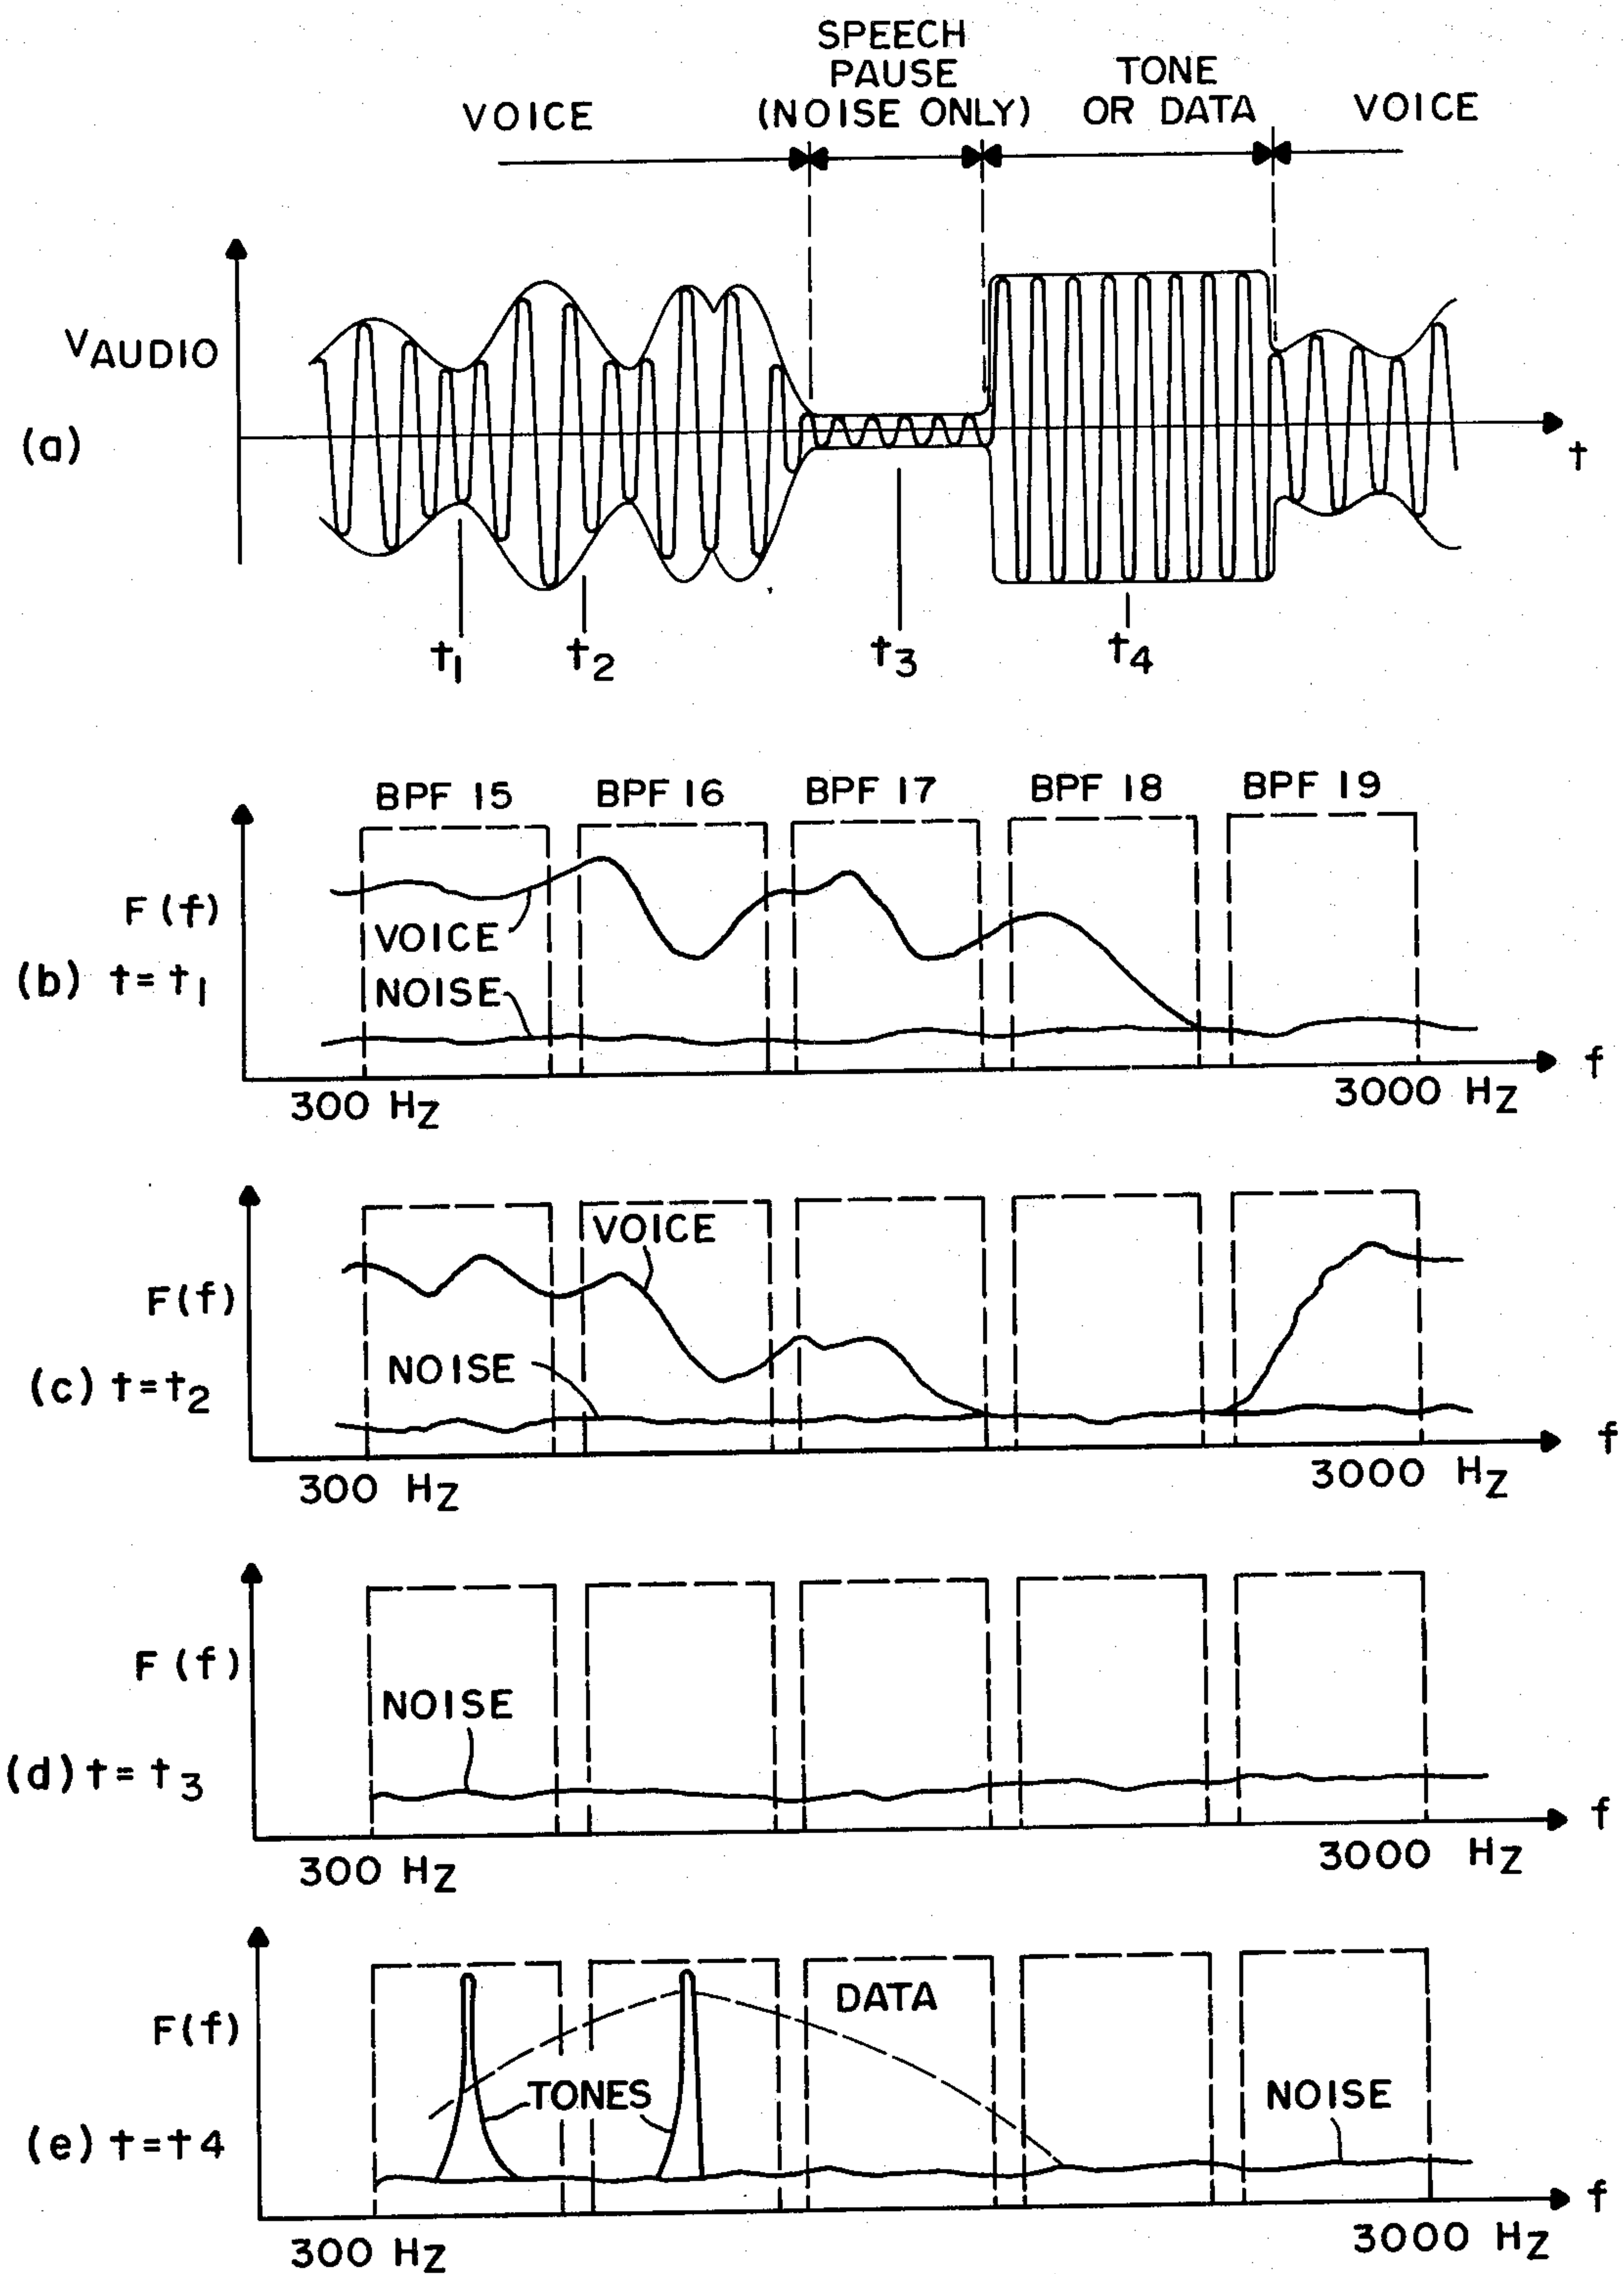 SPEECH
PAUSE
(NOISE ONLY)
VOICE
TONE
OR DATA
VOICE
VAUDIO
(a)
t
t1
t2
t3
t4
BPF 15
BPF 16
BPF 17
BPF 18
BPF 19
F (f)
VOICE
NOISE
(b) t = t1
f
300 Hz
3000 Hz
VOICE
F(f)
NOISE
(c) t = t2
f
300 Hz
3000 Hz
F (f)
NOISE
(d) t = t3
f
300 Hz
3000 Hz
DATA
F(f)
TONES
NOISE
(e) t = t4
f
300 Hz
3000 Hz